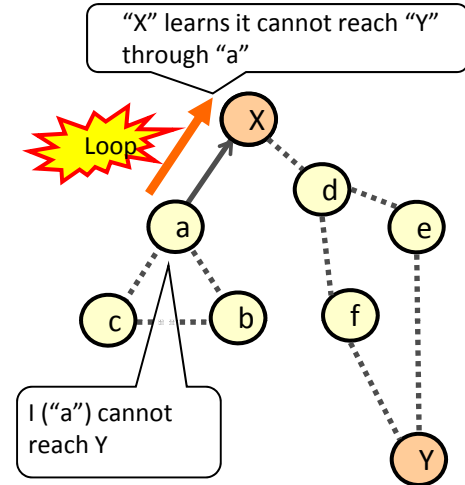 “X” learns it cannot reach “Y”
through “a”
X
Loop
d
a
e
c
b
f
I (“a”) cannot
reach Y
Y